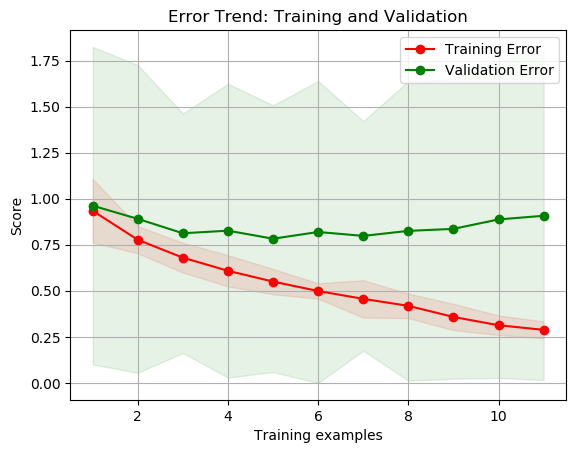 Error Trend: Training and Validation
Training Error
Validation Error
1.75
1.50
1.25
1.00
0.75
0.50
0.25
0.00
Score
2 4 6 8 10
Training examples